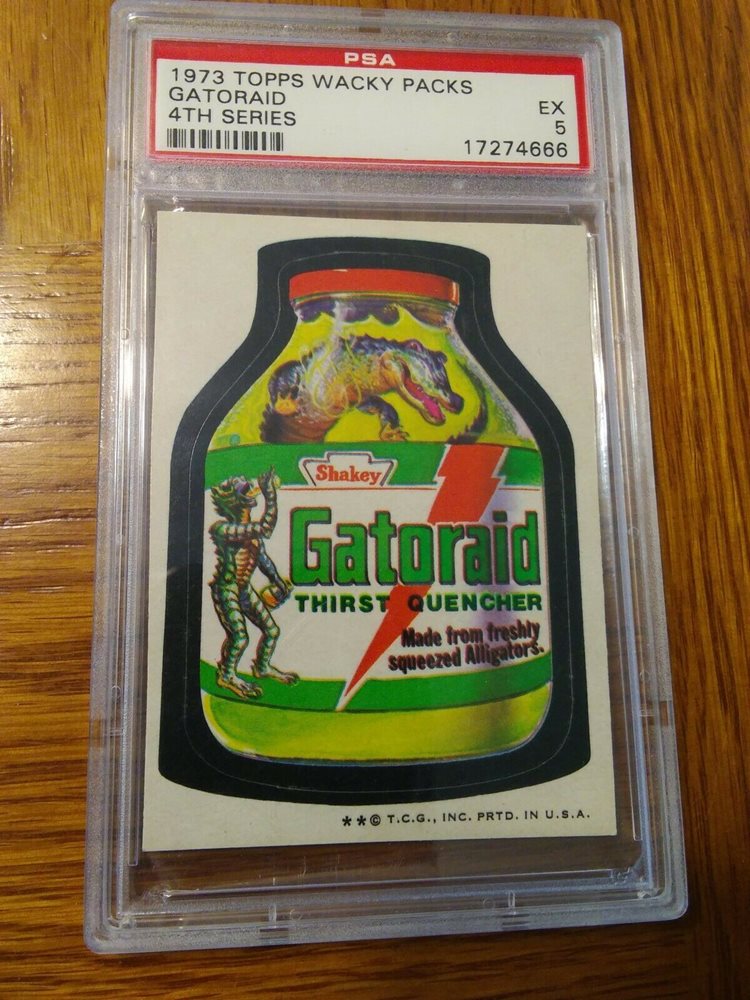 PSA
1973 TOPPS WACKY PACKS
GATORAID EX
4TH SERIES 5
17274666
Shakey
Gatoraid
THIRST QUENCHER
Made from freshly
squeezed Alligators.
**© T.C.G., INC. PRTD. IN U.S.A.